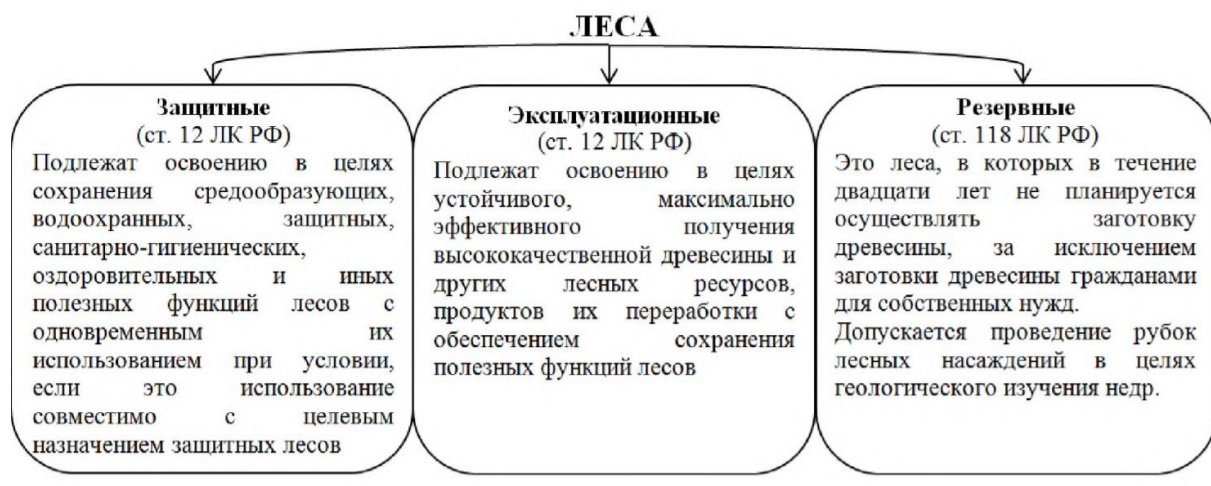 ЛЕСА
Защитные
(ст. 12 ЛК РФ)
Подлежат освоению в целях
сохранения средообразующих,
водоохранных, защитных,
санитарно-гигиенических,
оздоровительных и иных
полезных функций лесов с
одновременным их
использованием при условии,
если это использование
совместимо с целевым
назначением защитных лесов
Эксплуатационные
(ст. 12 ЛК РФ)
Подлежат освоению в целях
устойчивого, максимально
эффективного получения
высококачественной древесины и
других лесных ресурсов,
продуктов их переработки с
обеспечением сохранения
полезных функций лесов
Резервные
(ст. 118 ЛК РФ)
Это леса, в которых в течение
двадцати лет не планируется
осуществлять заготовку
древесины, за исключением
заготовки древесины гражданами
для собственных нужд.
Допускается проведение рубок
лесных насаждений в целях
геологического изучения недр.